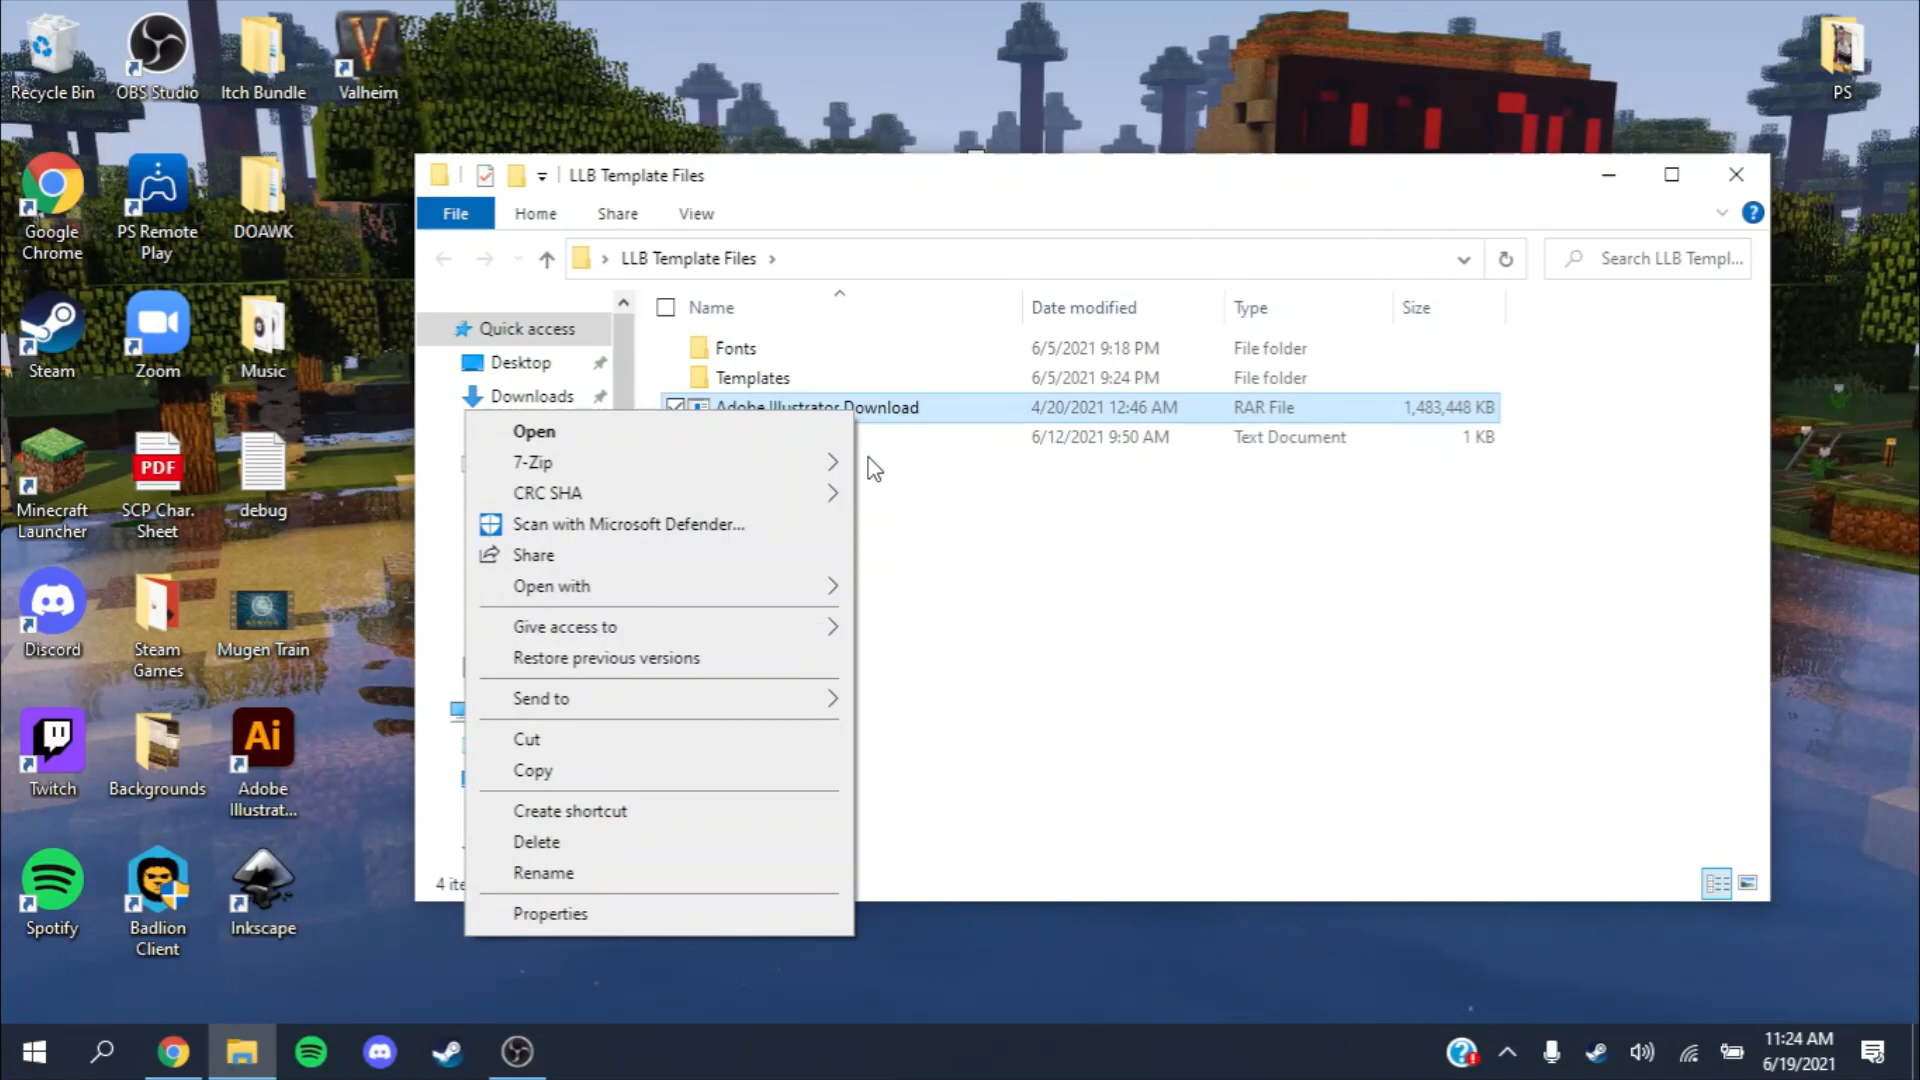 Recycle Bin
OBS Studio
Itch Bundle
Valheim
PS
Google
Chrome
PS Remote
Play
DOAWK
Steam
Zoom
Music
Minecraft
Launcher
PDF
SCP Char.
Sheet
debug
Discord
Steam
Games
Mugen Train
Twitch
Backgrounds
Ai
Adobe
Illustrat...
Spotify
Badlion
Client
Inkscape
LLB Template Files
File
Home
Share
View
LLB Template Files
Search LLB Templ...
Name
Date modified
Type
Size
Quick access
Desktop
Downloads
Fonts
6/5/2021 9:18 PM
File folder
Templates
6/5/2021 9:24 PM
File folder
Adobe Illustrator Download
4/20/2021 12:46 AM
RAR File
1,483,448 KB
6/12/2021 9:50 AM
Text Document
1 KB
Open
7-Zip
CRC SHA
Scan with Microsoft Defender...
Share
Open with
Give access to
Restore previous versions
Send to
Cut
Copy
Create shortcut
Delete
Rename
Properties
4 ite
11:24 AM
6/19/2021